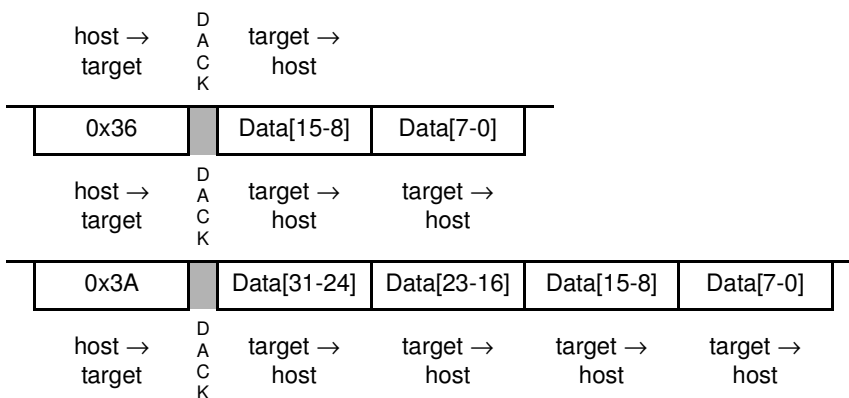 host → D A C K target →
target host
0x36 Data[15-8] Data[7-0]
host → D A C K target → target →
target host host
0x3A Data[31-24] Data[23-16] Data[15-8] Data[7-0]
host → D A C K target → target → target → target →
target host host host host